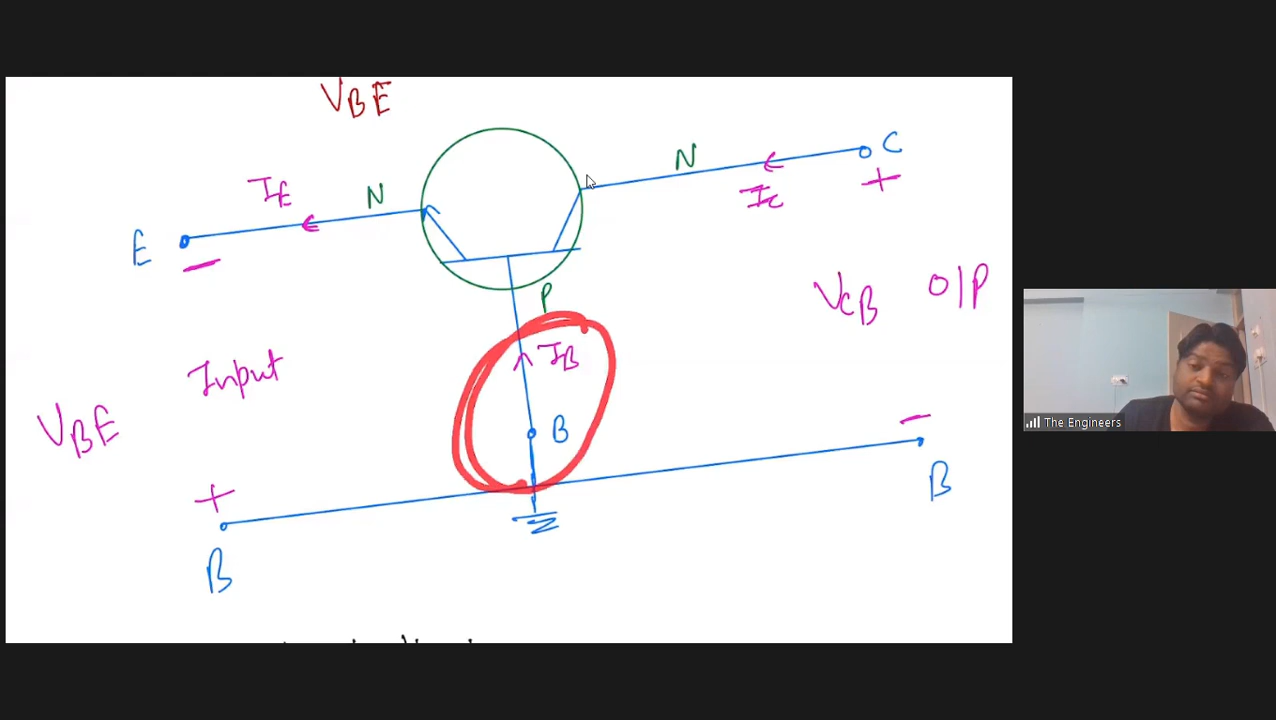 VBE
IE
N
N
C
IC
+
E
−
P
VCB O/P
IB
Input
VBE
B
−
+
B
B
The Engineers